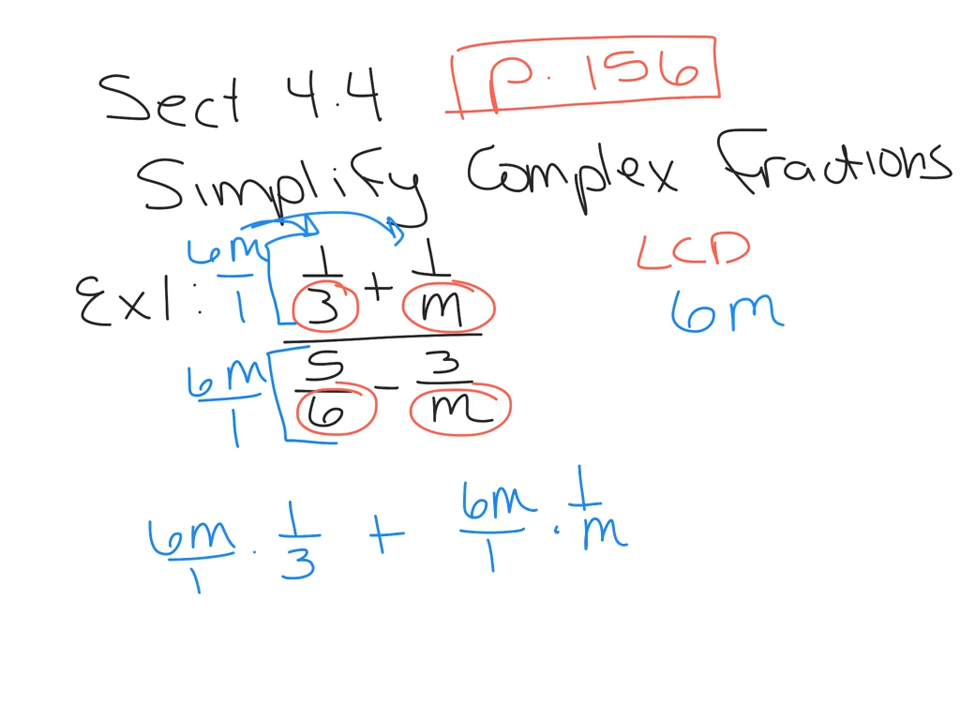 Sect 4.4 p. 156
Simplify Complex Fractions
LCD
6m
Ex1: 6m/1 [ 1/3 + 1/m
6m/1 [ 5/6 - 3/m
6m/1 · 1/3 + 6m/1 · 1/m